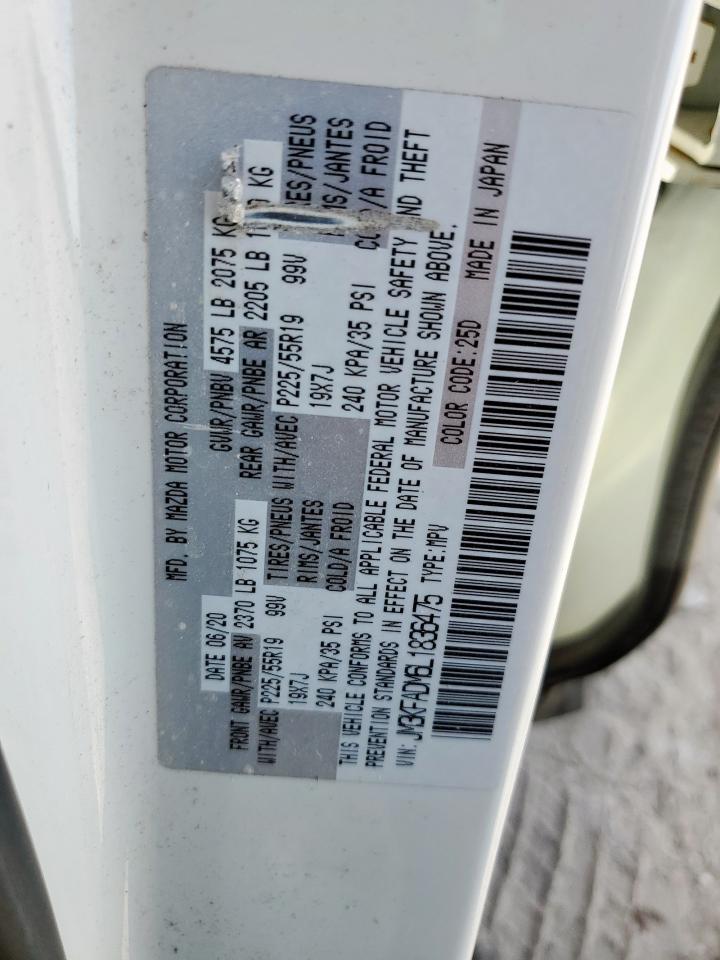 MFD. BY MAZDA MOTOR CORPORATION
DATE 06/20 GVWR/PNBV 4575 LB 2075 KG
FRONT GAWR/PNBE AV 2370 LB 1075 KG REAR GAWR/PNBE AR 2205 LB KG
WITH/AVEC P225/55R19 99V TIRES/PNEUS WITH/AVEC P225/55R19 99V
19X7J RIMS/JANTES 19X7J
240 KPA/35 PSI COLD/A FROID 240 KPA/35 PSI /A FROID
THIS VEHICLE CONFORMS TO ALL APPLICABLE FEDERAL MOTOR VEHICLE SAFETY AND THEFT
PREVENTION STANDARDS IN EFFECT ON THE DATE OF MANUFACTURE SHOWN ABOVE.
VIN: JM3KFADM6L1836475 TYPE:MPV COLOR CODE:25D MADE IN JAPAN